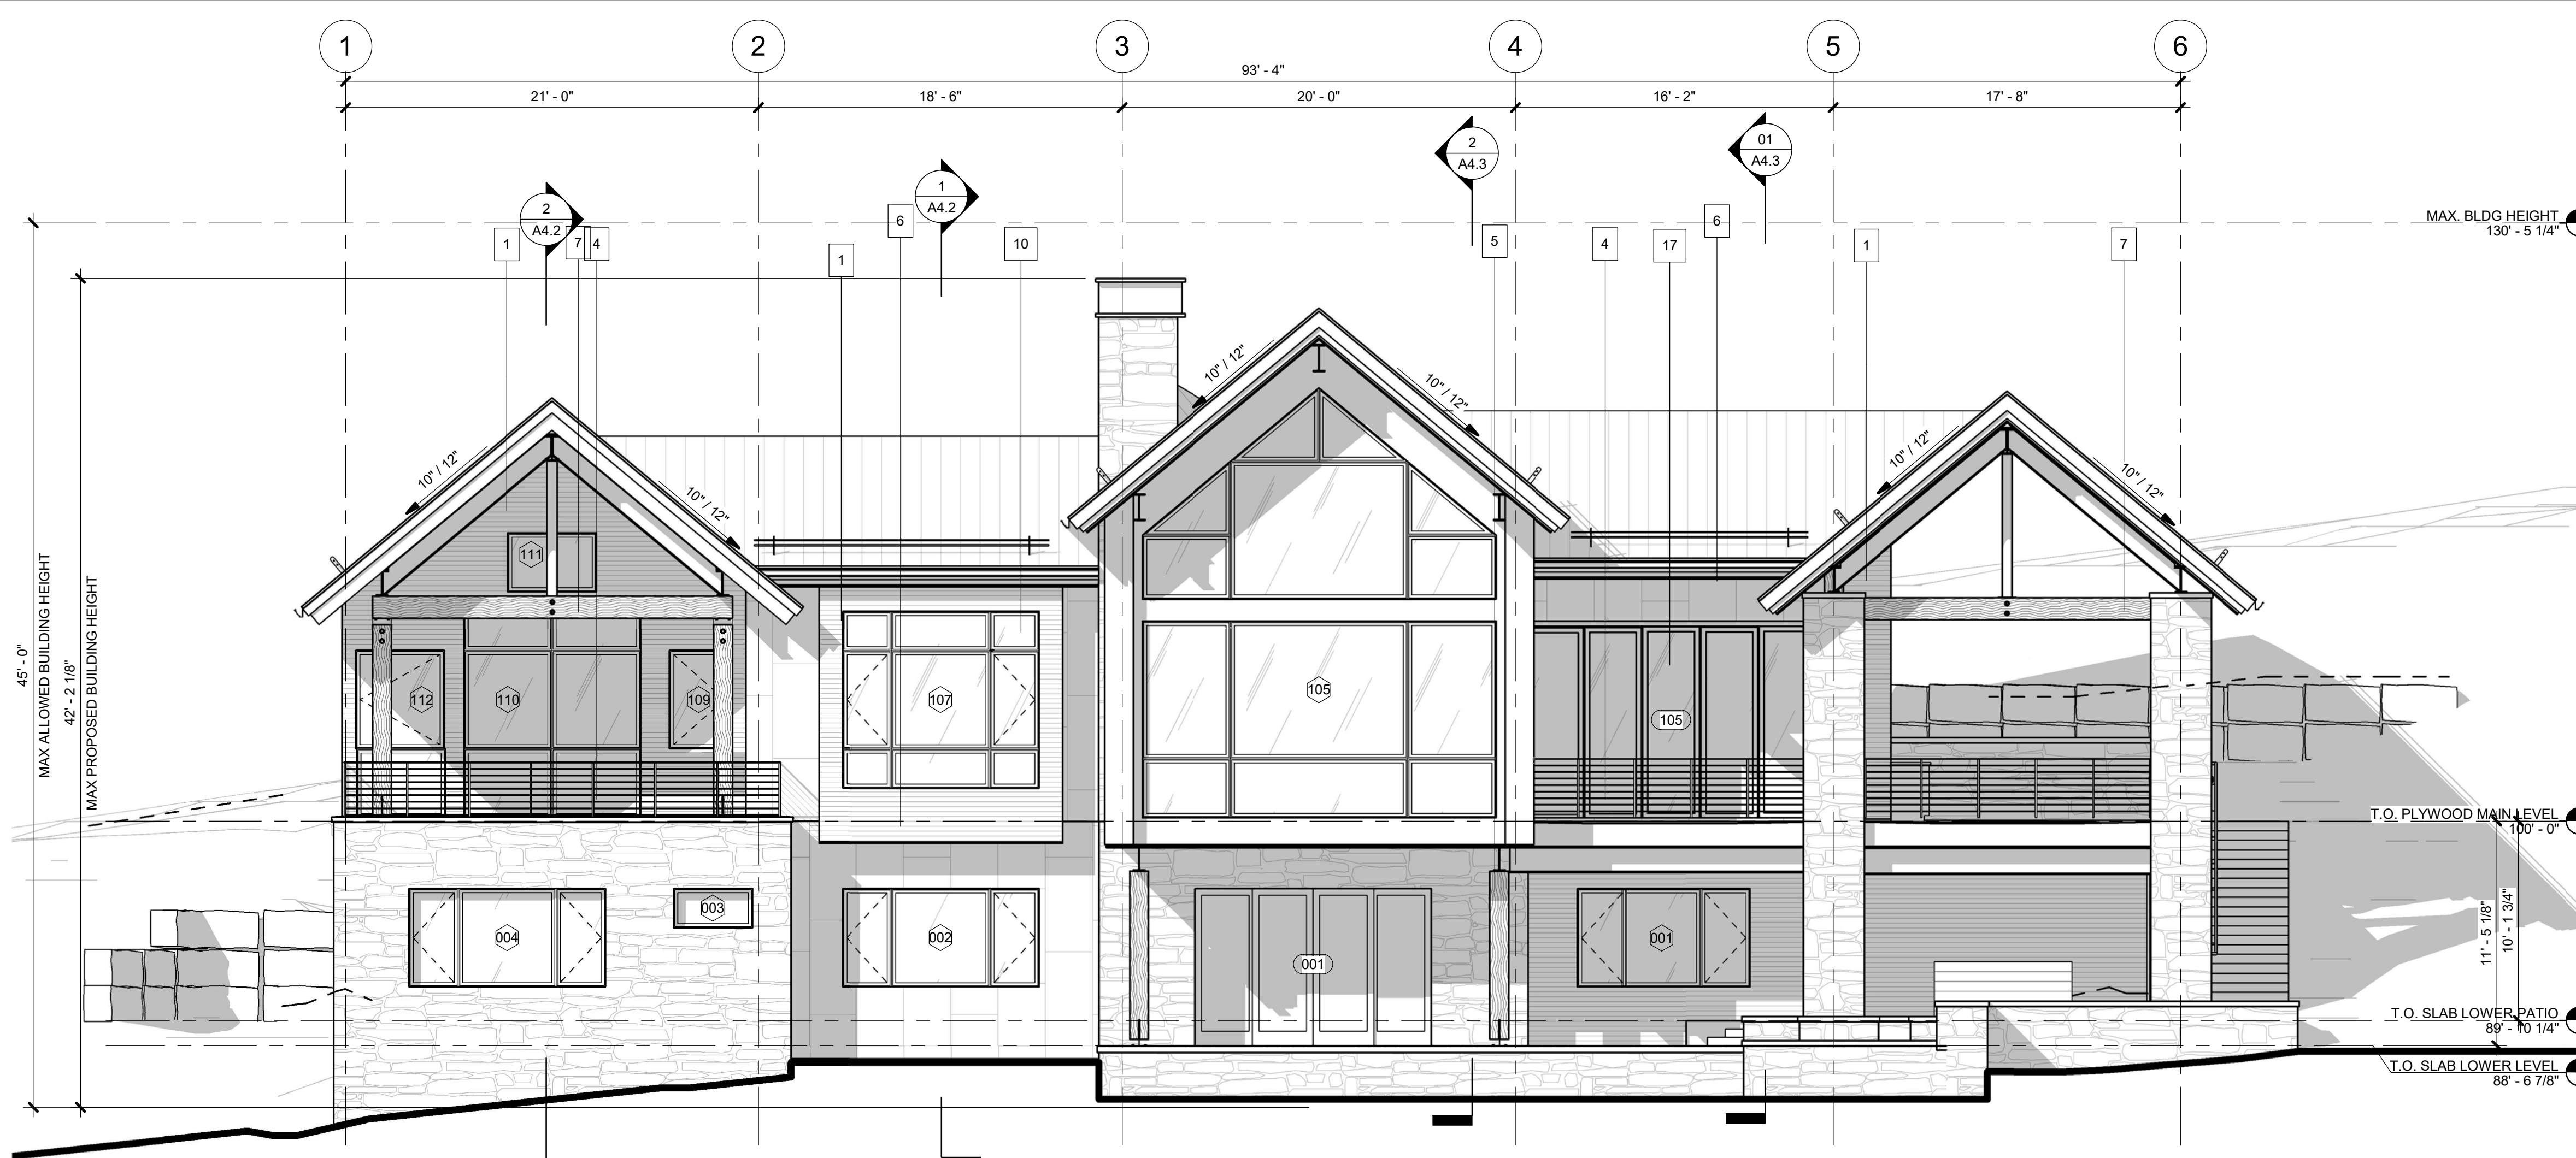 1
2
3
4
5
6
93' - 4"
21' - 0"
18' - 6"
20' - 0"
16' - 2"
17' - 8"
2
A4.2
1
A4.2
2
A4.3
01
A4.3
MAX. BLDG HEIGHT
130' - 5 1/4"
1
7
4
1
6
10
5
4
17
6
1
7
10" / 12"
10" / 12"
10" / 12"
10" / 12"
10" / 12"
10" / 12"
45' - 0"
MAX ALLOWED BUILDING HEIGHT
42' - 2 1/8"
MAX PROPOSED BUILDING HEIGHT
111
112
110
109
107
105
105
T.O. PLYWOOD MAIN LEVEL
100' - 0"
004
003
002
001
001
11' - 5 1/8"
10' - 1 3/4"
T.O. SLAB LOWER PATIO
89' - 10 1/4"
T.O. SLAB LOWER LEVEL
88' - 6 7/8"